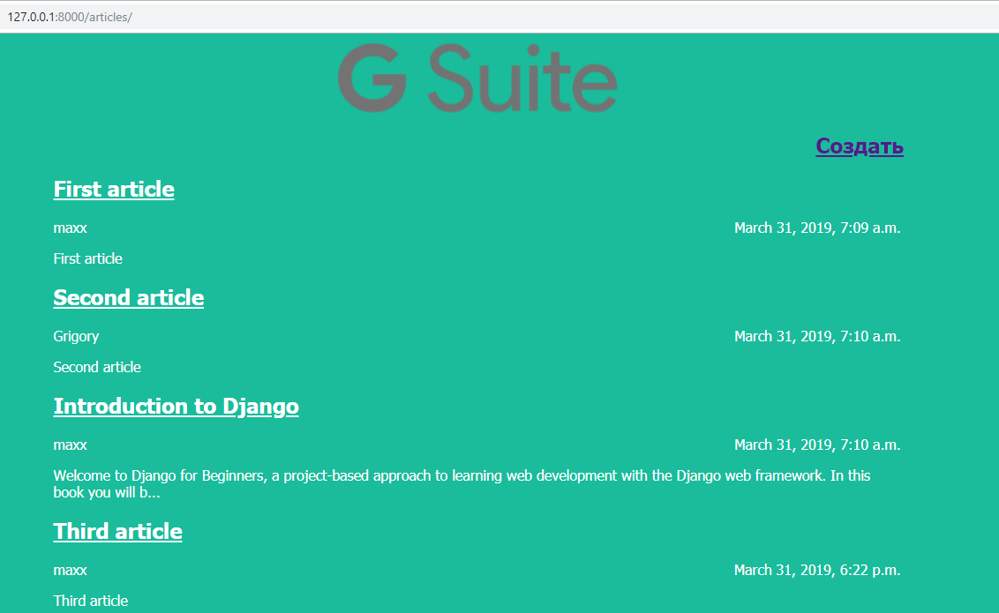 127.0.0.1:8000/articles/
G Suite
Создать
First article
maxx March 31, 2019, 7:09 a.m.
First article
Second article
Grigory March 31, 2019, 7:10 a.m.
Second article
Introduction to Django
maxx March 31, 2019, 7:10 a.m.
Welcome to Django for Beginners, a project-based approach to learning web development with the Django web framework. In this
book you will b...
Third article
maxx March 31, 2019, 6:22 p.m.
Third article